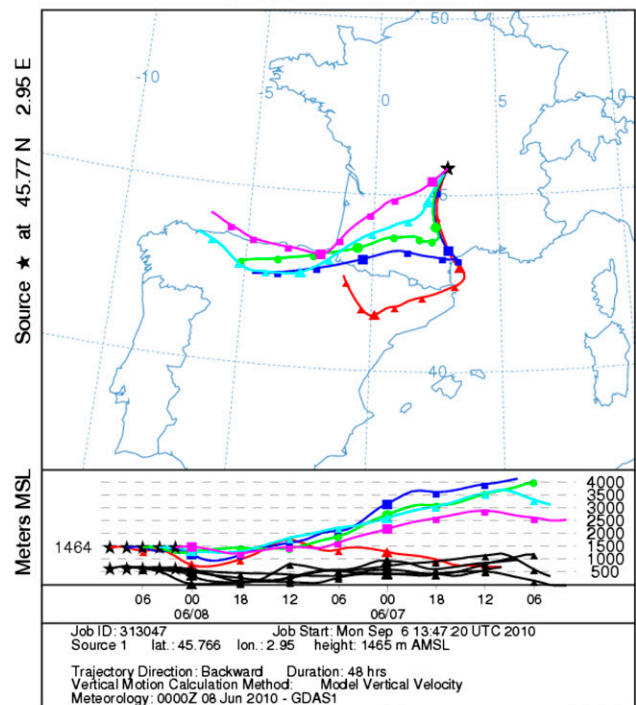 50
-10
-5
0
5
10
45
40
Source ★ at 45.77 N 2.95 E
Meters MSL
1464
4000
3500
3000
2500
2000
1500
1000
500
06 00 18 12 06 00 18 12 06
06/08 06/07
Job ID: 313047 Job Start: Mon Sep 6 13:47:20 UTC 2010
Source 1 lat.: 45.766 lon.: 2.95 height: 1465 m AMSL
Trajectory Direction: Backward Duration: 48 hrs
Vertical Motion Calculation Method: Model Vertical Velocity
Meteorology: 0000Z 08 Jun 2010 - GDAS1